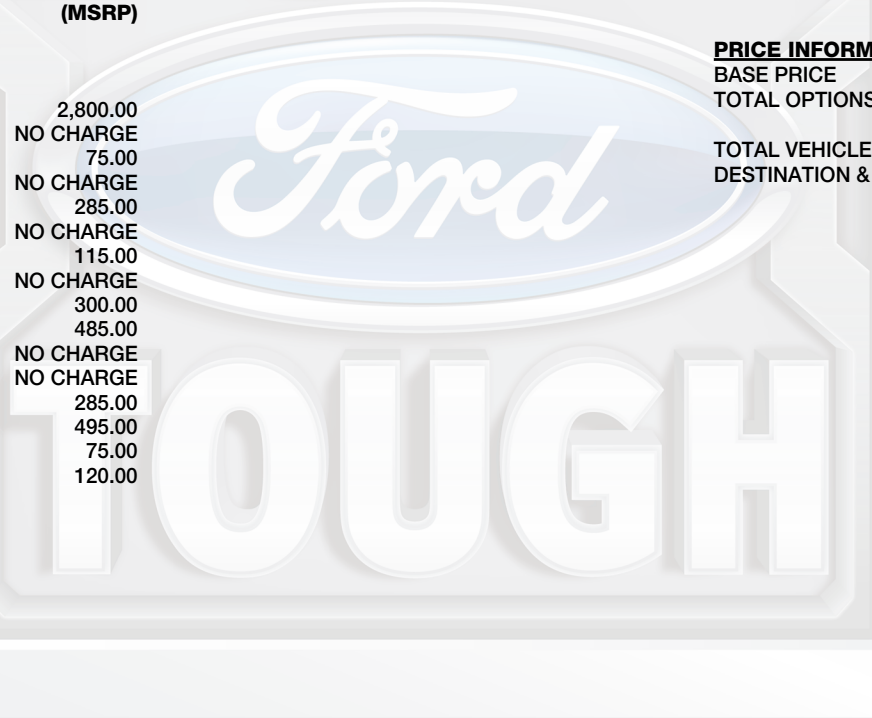 (MSRP)
2,800.00
NO CHARGE
75.00
NO CHARGE
285.00
NO CHARGE
115.00
NO CHARGE
300.00
485.00
NO CHARGE
NO CHARGE
285.00
495.00
75.00
120.00
PRICE INFORM
BASE PRICE
TOTAL OPTIONS
TOTAL VEHICLE
DESTINATION &
Ford
TOUGH